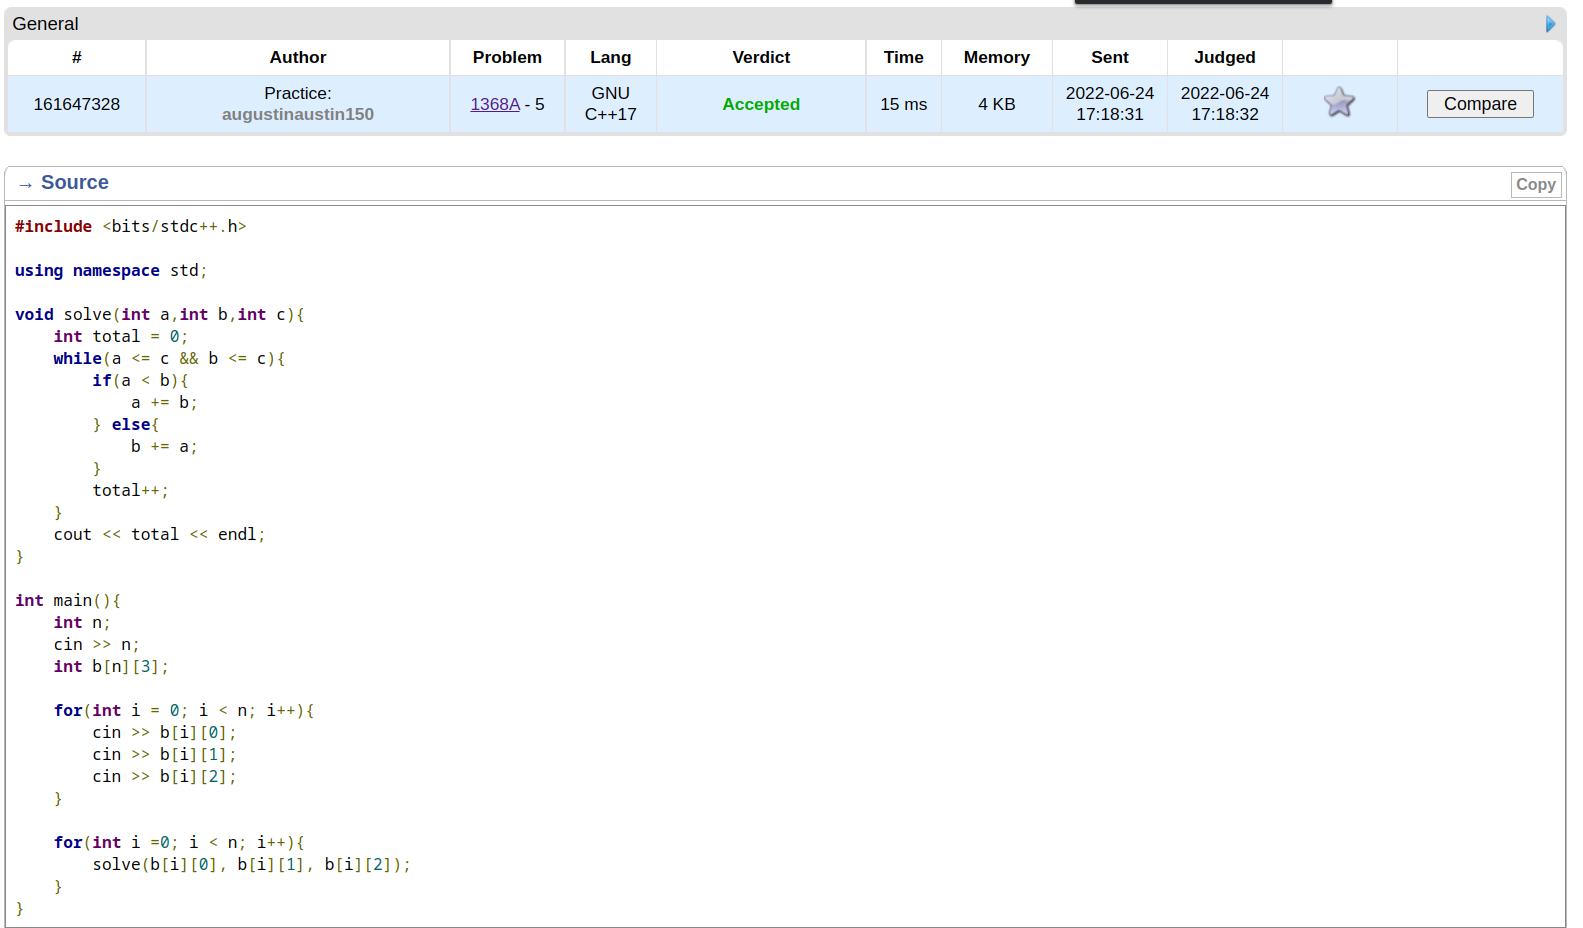 General
# Author Problem Lang Verdict Time Memory Sent Judged
161647328 Practice: augustinaustin150 1368A - 5 GNU C++17 Accepted 15 ms 4 KB 2022-06-24 17:18:31 2022-06-24 17:18:32 Compare
→ Source
Copy
#include <bits/stdc++.h>
using namespace std;
void solve(int a,int b,int c){
    int total = 0;
    while(a <= c && b <= c){
        if(a < b){
            a += b;
        } else{
            b += a;
        }
        total++;
    }
    cout << total << endl;
}
int main(){
    int n;
    cin >> n;
    int b[n][3];
    for(int i = 0; i < n; i++){
        cin >> b[i][0];
        cin >> b[i][1];
        cin >> b[i][2];
    }
    for(int i =0; i < n; i++){
        solve(b[i][0], b[i][1], b[i][2]);
    }
}